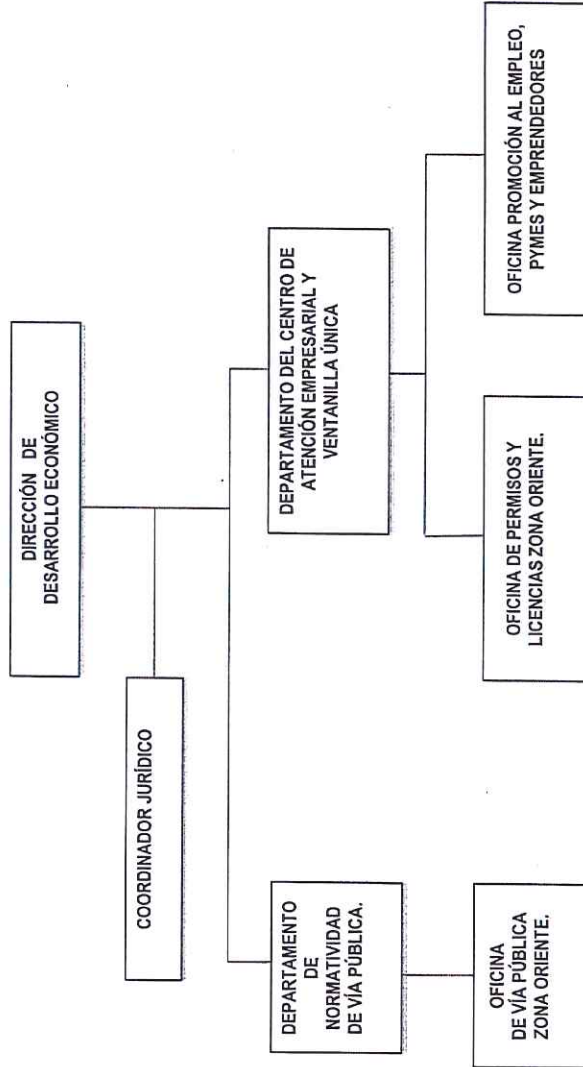 DIRECCIÓN DE
DESARROLLO ECONÓMICO
COORDINADOR JURÍDICO
DEPARTAMENTO
DE
NORMATIVIDAD
DE VÍA PÚBLICA.
DEPARTAMENTO DEL CENTRO DE
ATENCIÓN EMPRESARIAL Y
VENTANILLA ÚNICA
OFICINA
DE VÍA PÚBLICA
ZONA ORIENTE.
OFICINA DE PERMISOS Y
LICENCIAS ZONA ORIENTE.
OFICINA PROMOCIÓN AL EMPLEO,
PYMES Y EMPRENDEDORES